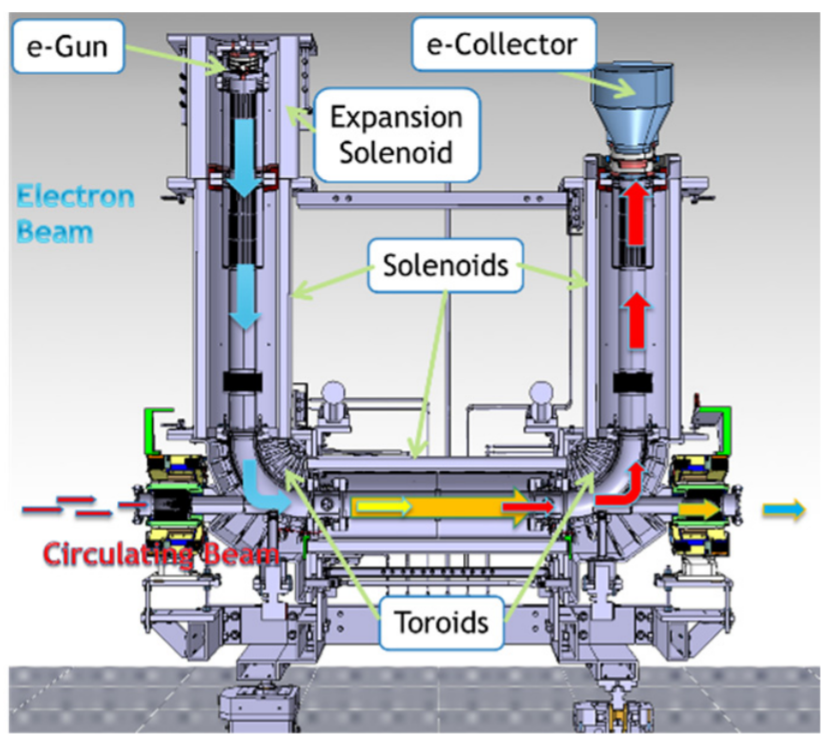 e-Gun
e-Collector
Expansion
Solenoid
Electron
Beam
Solenoids
Circulating Beam
Toroids